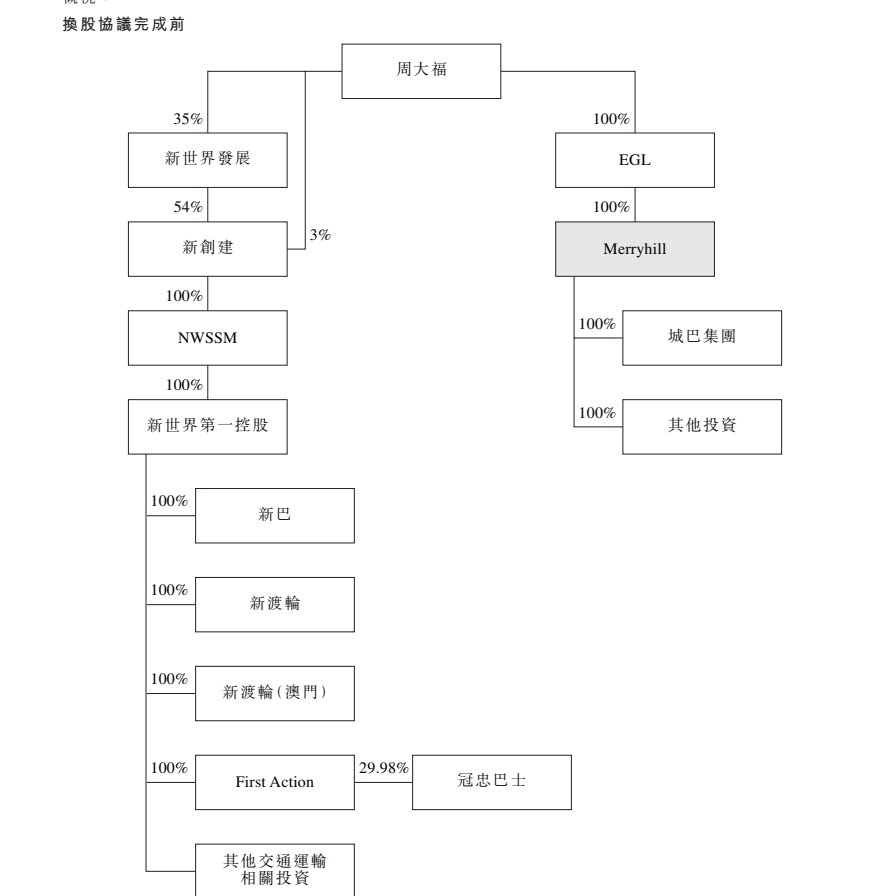 換股協議完成前
周大福
35%
100%
新世界發展
EGL
54%
100%
新創建
3%
Merryhill
100%
100%
NWSSM
城巴集團
100%
100%
新世界第一控股
其他投資
100%
新巴
100%
新渡輪
100%
新渡輪(澳門)
100%
First Action
29.98%
冠忠巴士
其他交通運輸
相關投資